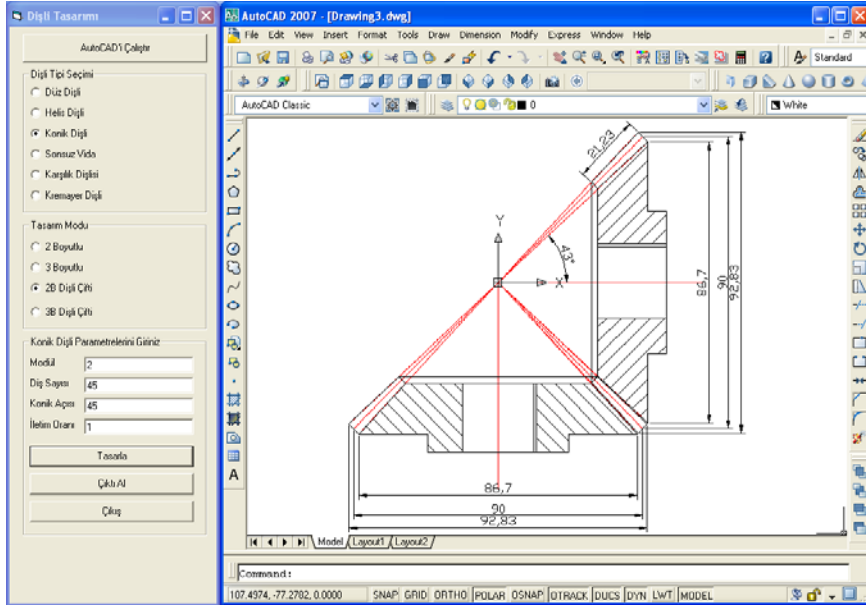 Dişli Tasarımı
AutoCAD'i Çalıştır
Dişli Tipi Seçimi
Düz Dişli
Helis Dişli
Konik Dişli
Sonsuz Vida
Karşılık Dişlisi
Kremayer Dişli
Tasarım Modu
2 Boyutlu
3 Boyutlu
2B Dişli Çifti
3B Dişli Çifti
Konik Dişli Parametrelerini Giriniz
Modül 2
Diş Sayısı 45
Konik Açısı 45
İletim Oranı 1
Tasarla
Çıktı Al
Çıkış
AutoCAD 2007 - [Drawing3.dwg]
File Edit View Insert Format Tools Draw Dimension Modify Express Window Help
Standard
AutoCAD Classic
0
White
21,23
Y
43°
X
86,7
90
92,83
86,7
90
92,83
Model
Layout1
Layout2
Command:
107.4974, -77.2702, 0.0000 SNAP GRID ORTHO POLAR OSNAP OTRACK DUCS DYN LWT MODEL